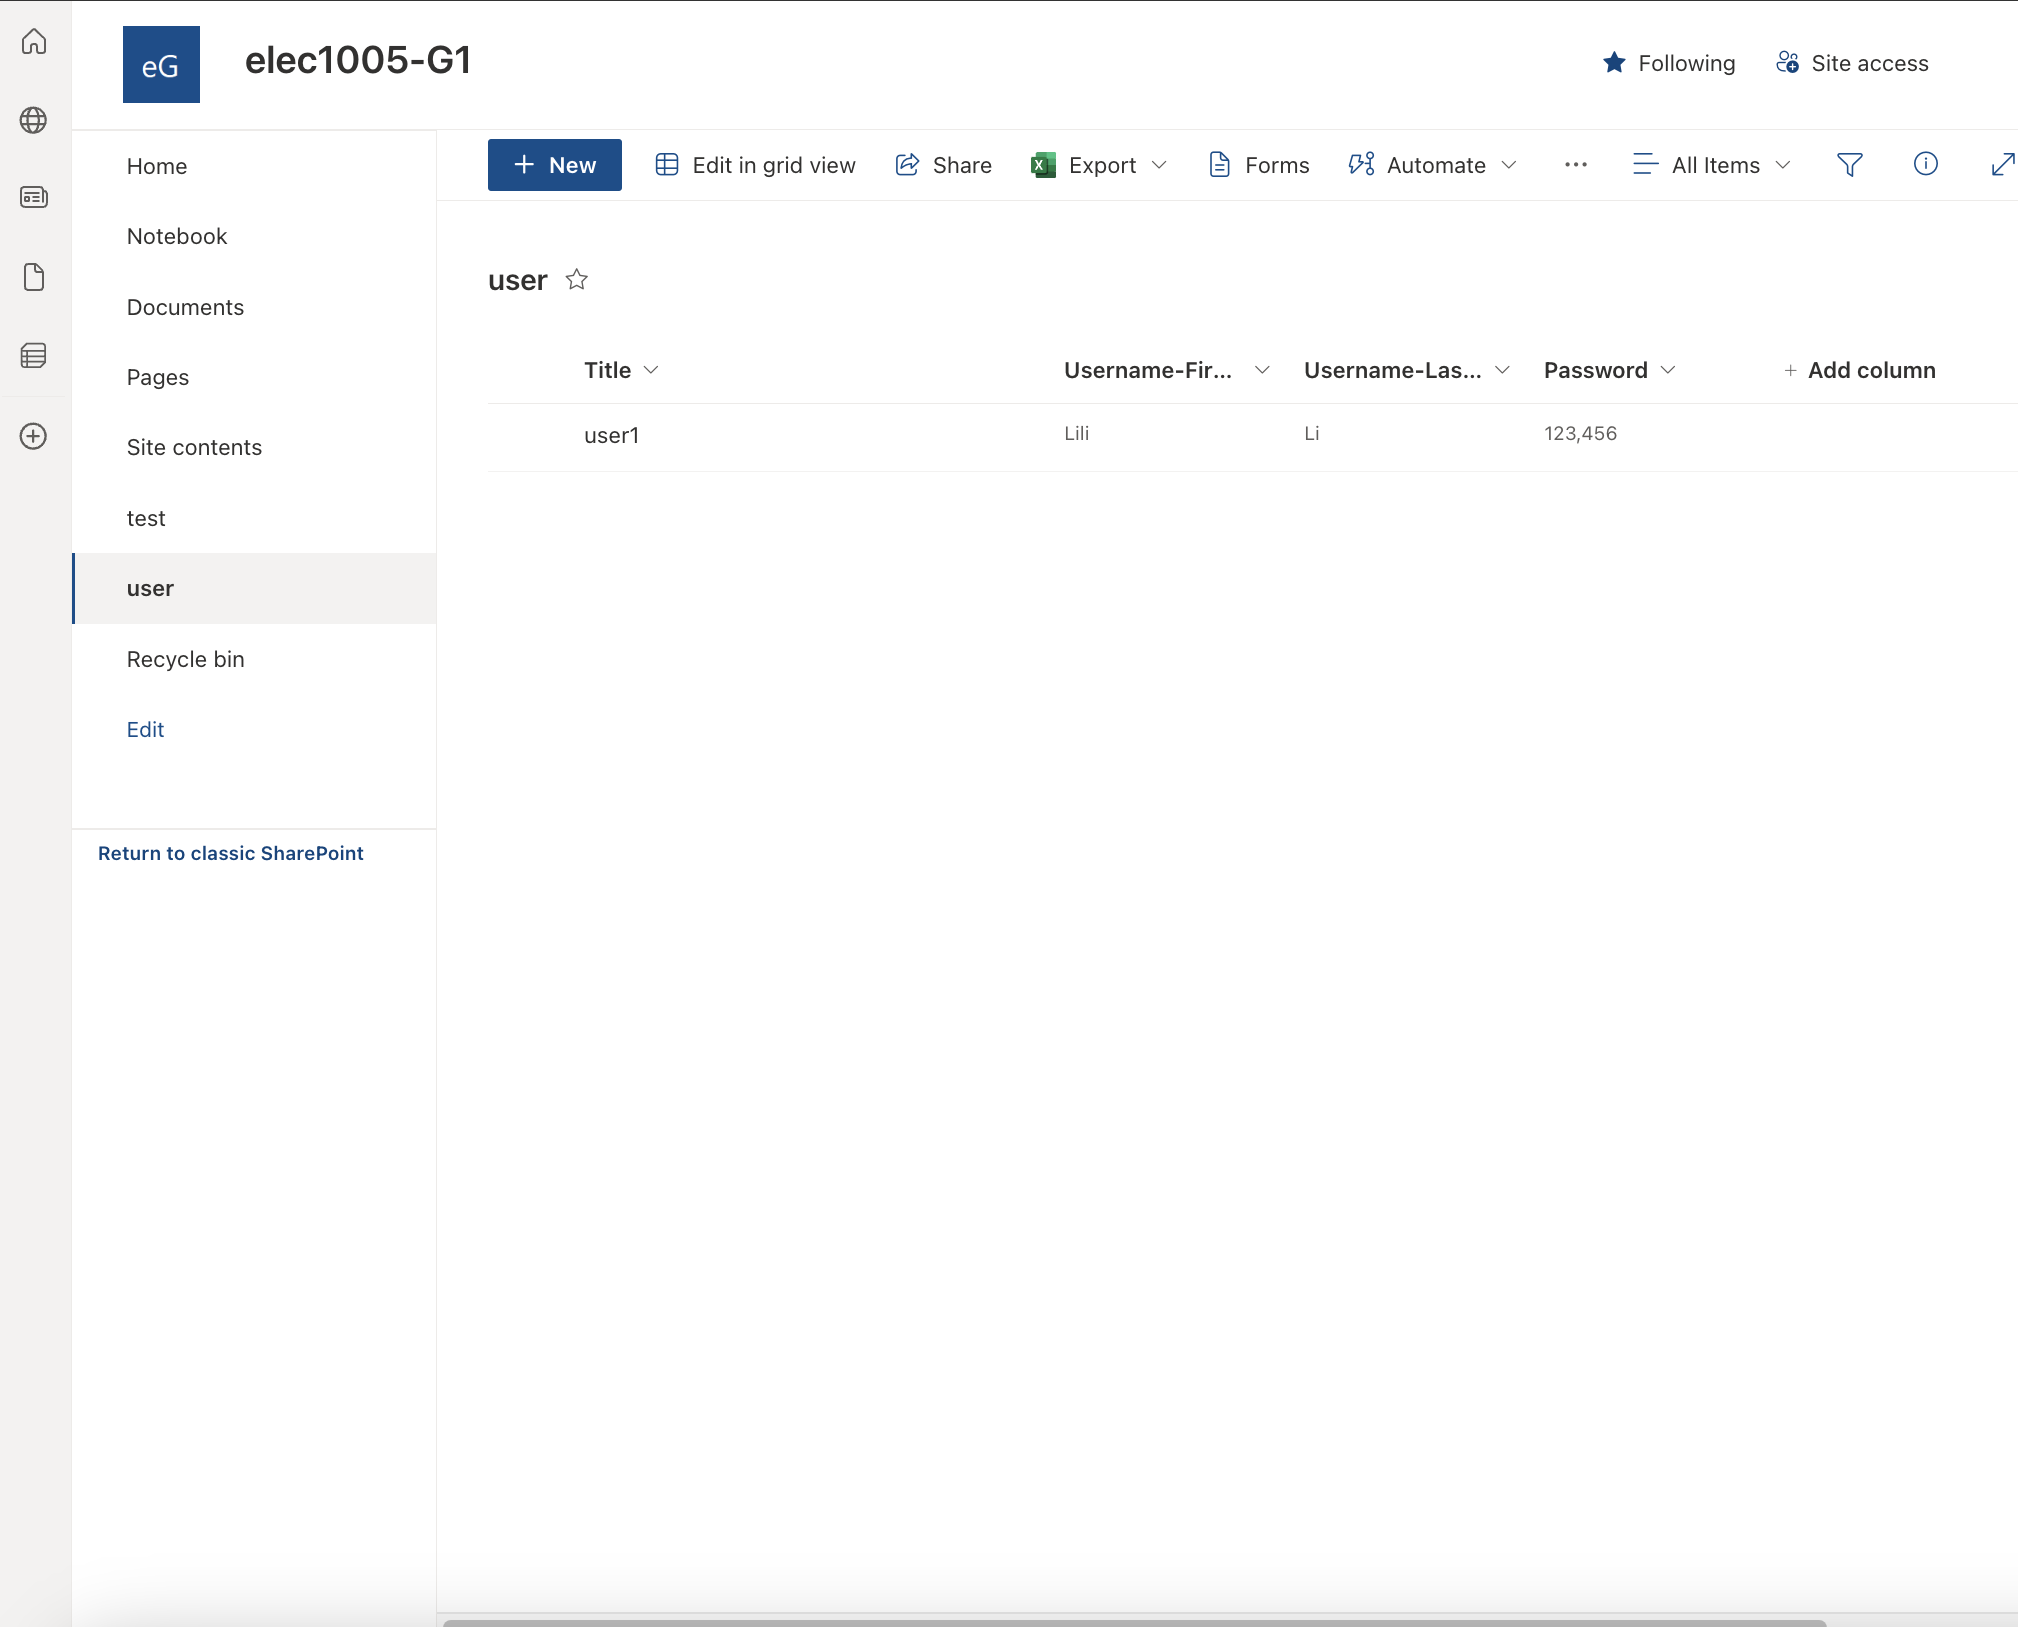 eG
elec1005-G1
Following
Site access
Home
Notebook
Documents
Pages
Site contents
test
user
Recycle bin
Edit
Return to classic SharePoint
New
Edit in grid view
Share
X
Export
Forms
Automate
All Items
user
Title
Username-Fir...
Username-Las...
Password
+ Add column
user1
Lili
Li
123,456